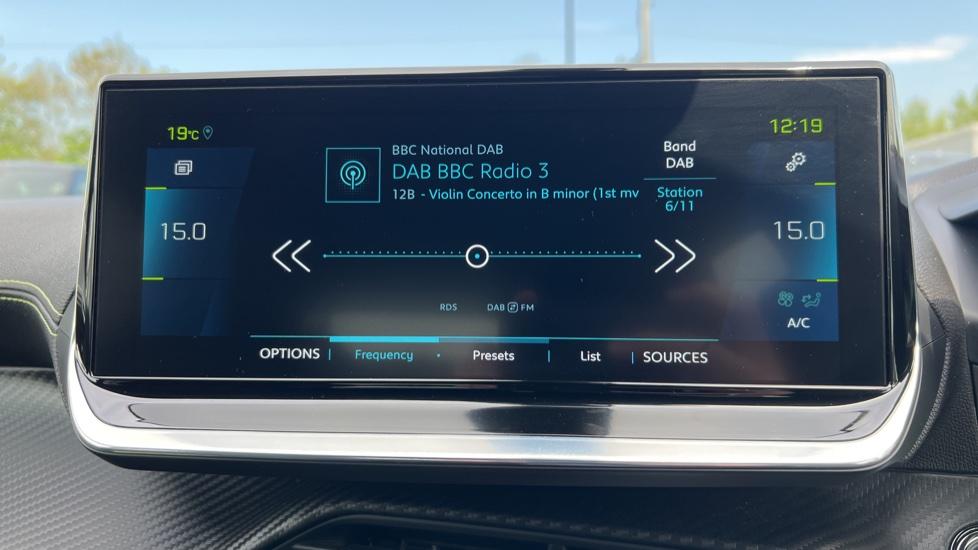 19°C
12:19
BBC National DAB
DAB BBC Radio 3
12B - Violin Concerto in B minor (1st mv
Band
DAB
Station
6/11
15.0
15.0
RDS
DAB FM
A/C
OPTIONS | Frequency • Presets | List | SOURCES